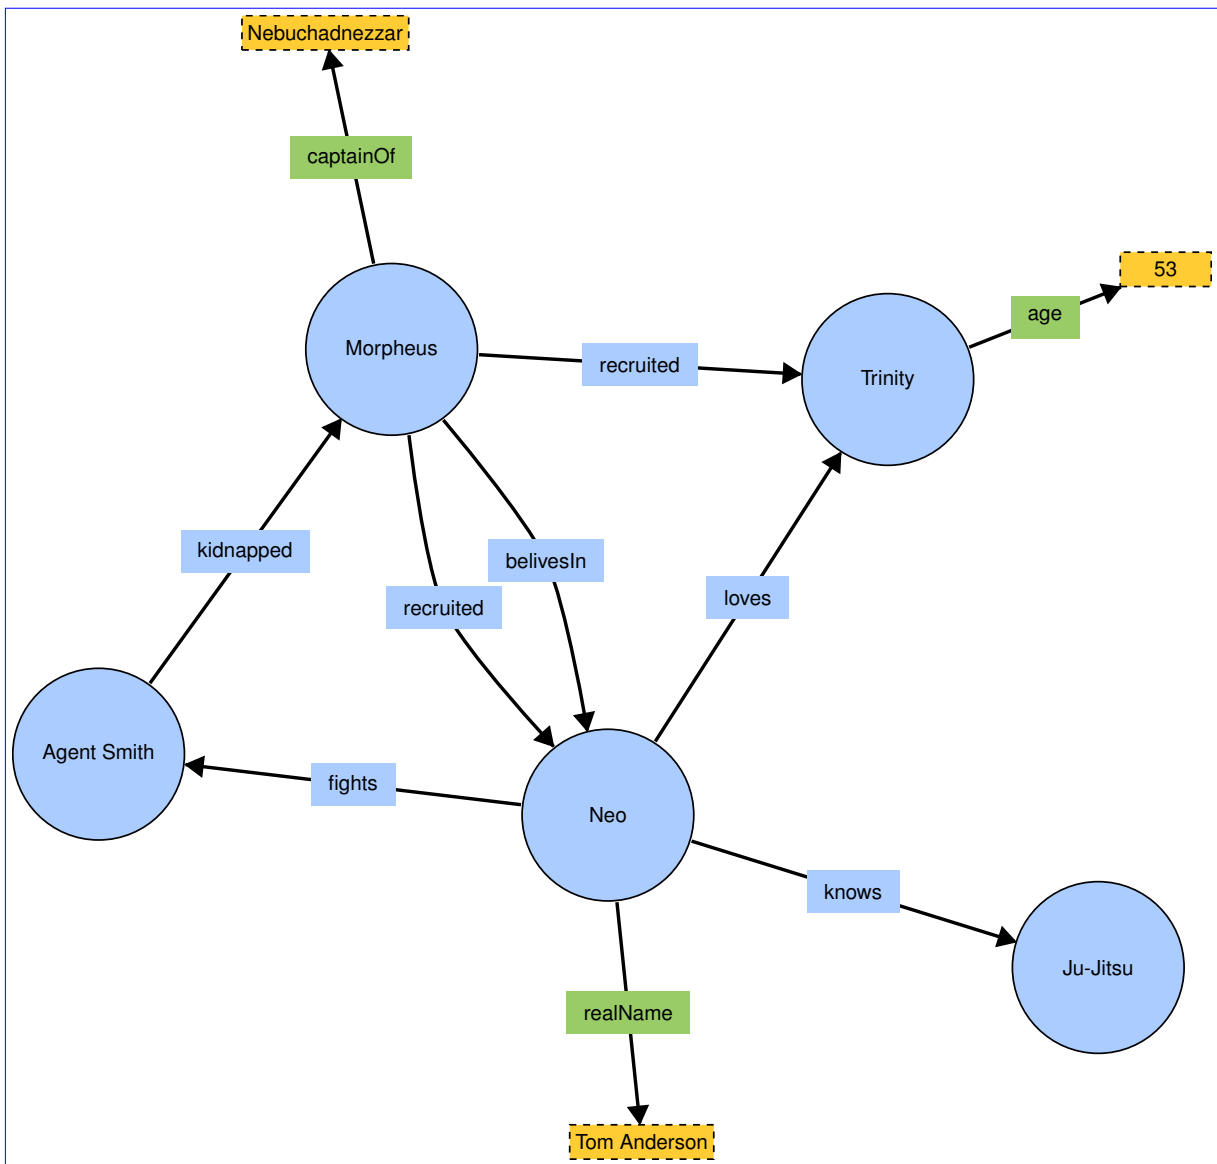 Nebuchadnezzar
captainOf
53
age
Morpheus
recruited
Trinity
kidnapped
belivesIn
recruited
loves
Agent Smith
fights
Neo
knows
Ju-Jitsu
realName
Tom Anderson